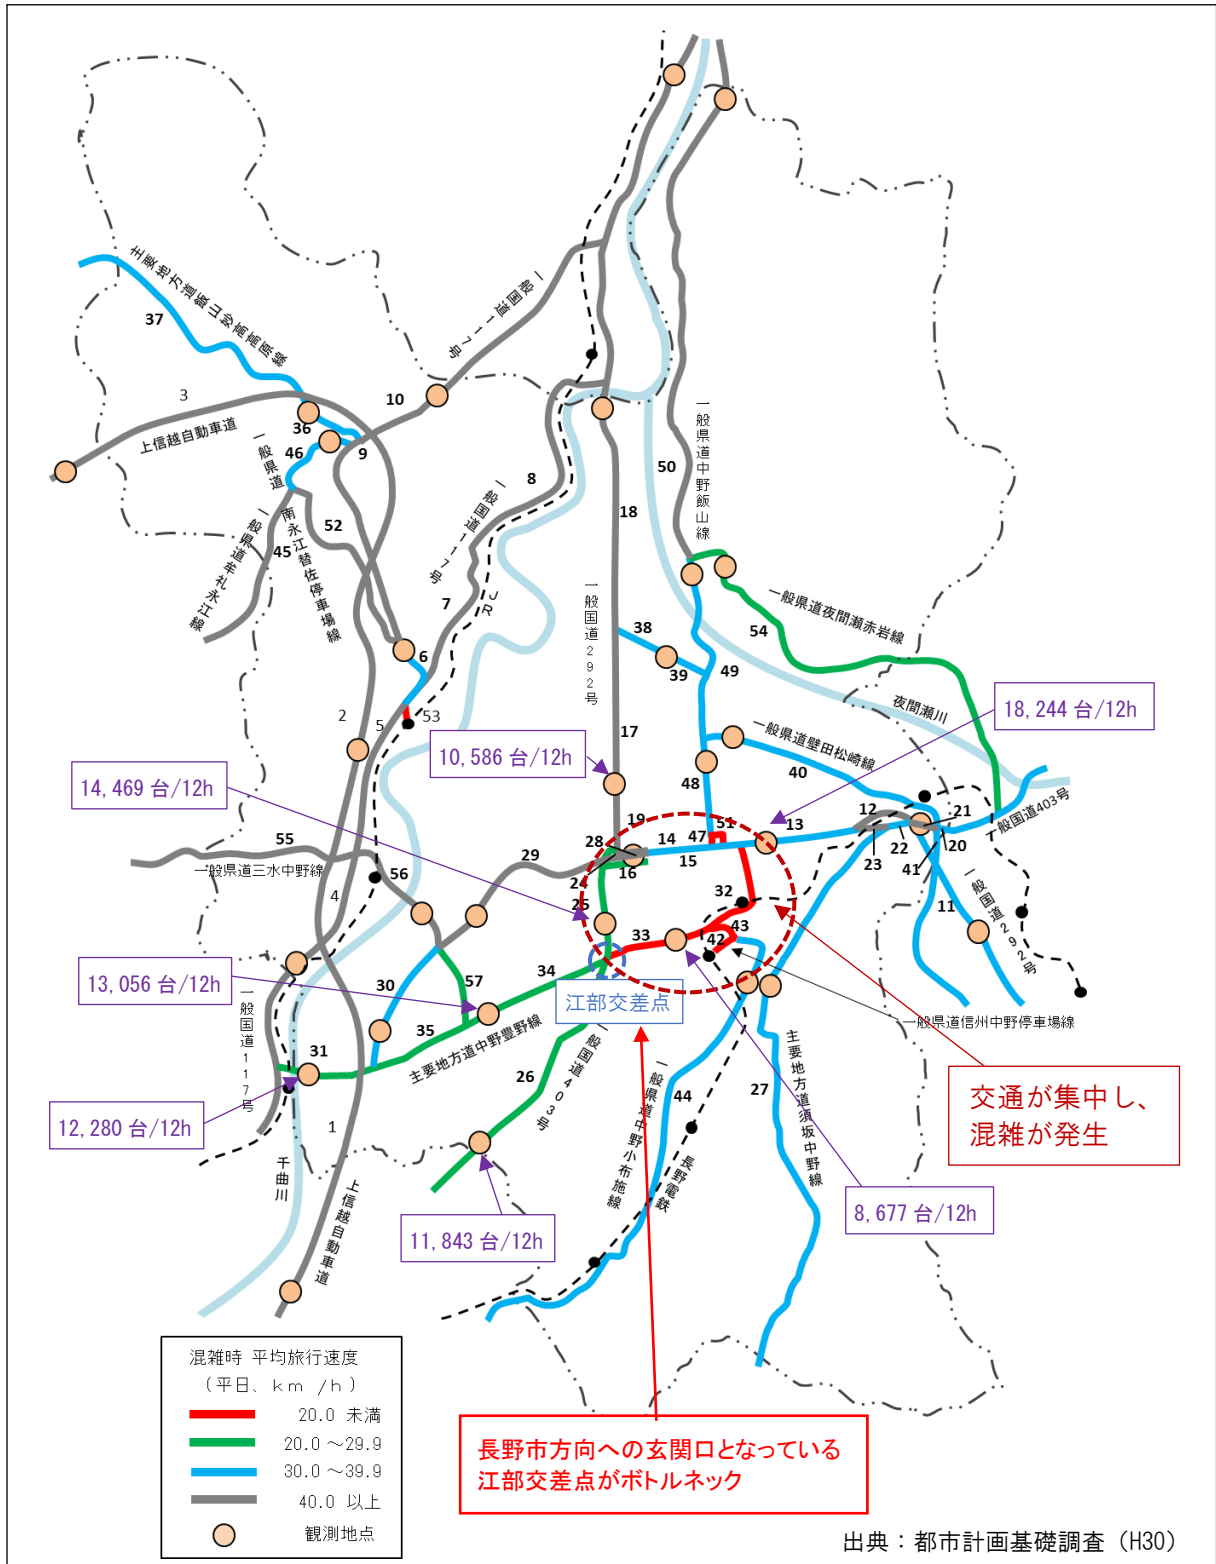 主要地方道飯山妙高高原線
37
3
上信越自動車道
36
46
9
10
一般国道117号
一般県道
南永江替佐停車場線
52
45
一般県道牟礼永江線
8
一般国道117号
7
JR
6
53
2
5
18
50
一般県道中野飯山線
一般国道292号
38
39
49
54
一般県道夜間瀬赤岩線
夜間瀬川
17
48
一般県道壁田松崎線
40
18,244 台/12h
10,586 台/12h
14,469 台/12h
12
13
21
22
23
20
41
一般国道403号
11
一般国道292号
19
28
14
47
51
15
16
24
25
29
55
一般県道三水中野線
56
4
32
33
43
42
34
57
30
35
31
江部交差点
13,056 台/12h
12,280 台/12h
主要地方道中野豊野線
一般国道117号
一般国道403号
26
一般県道信州中野停車場線
主要地方道須坂中野線
27
一般県道中野小布施線
44
長野電鉄
1
千曲川
上信越自動車道
11,843 台/12h
8,677 台/12h
交通が集中し、
混雑が発生
長野市方向への玄関口となっている
江部交差点がボトルネック
混雑時 平均旅行速度
(平日、km /h)
20.0 未満
20.0 ～29.9
30.0 ～39.9
40.0 以上
観測地点
出典：都市計画基礎調査（H30）